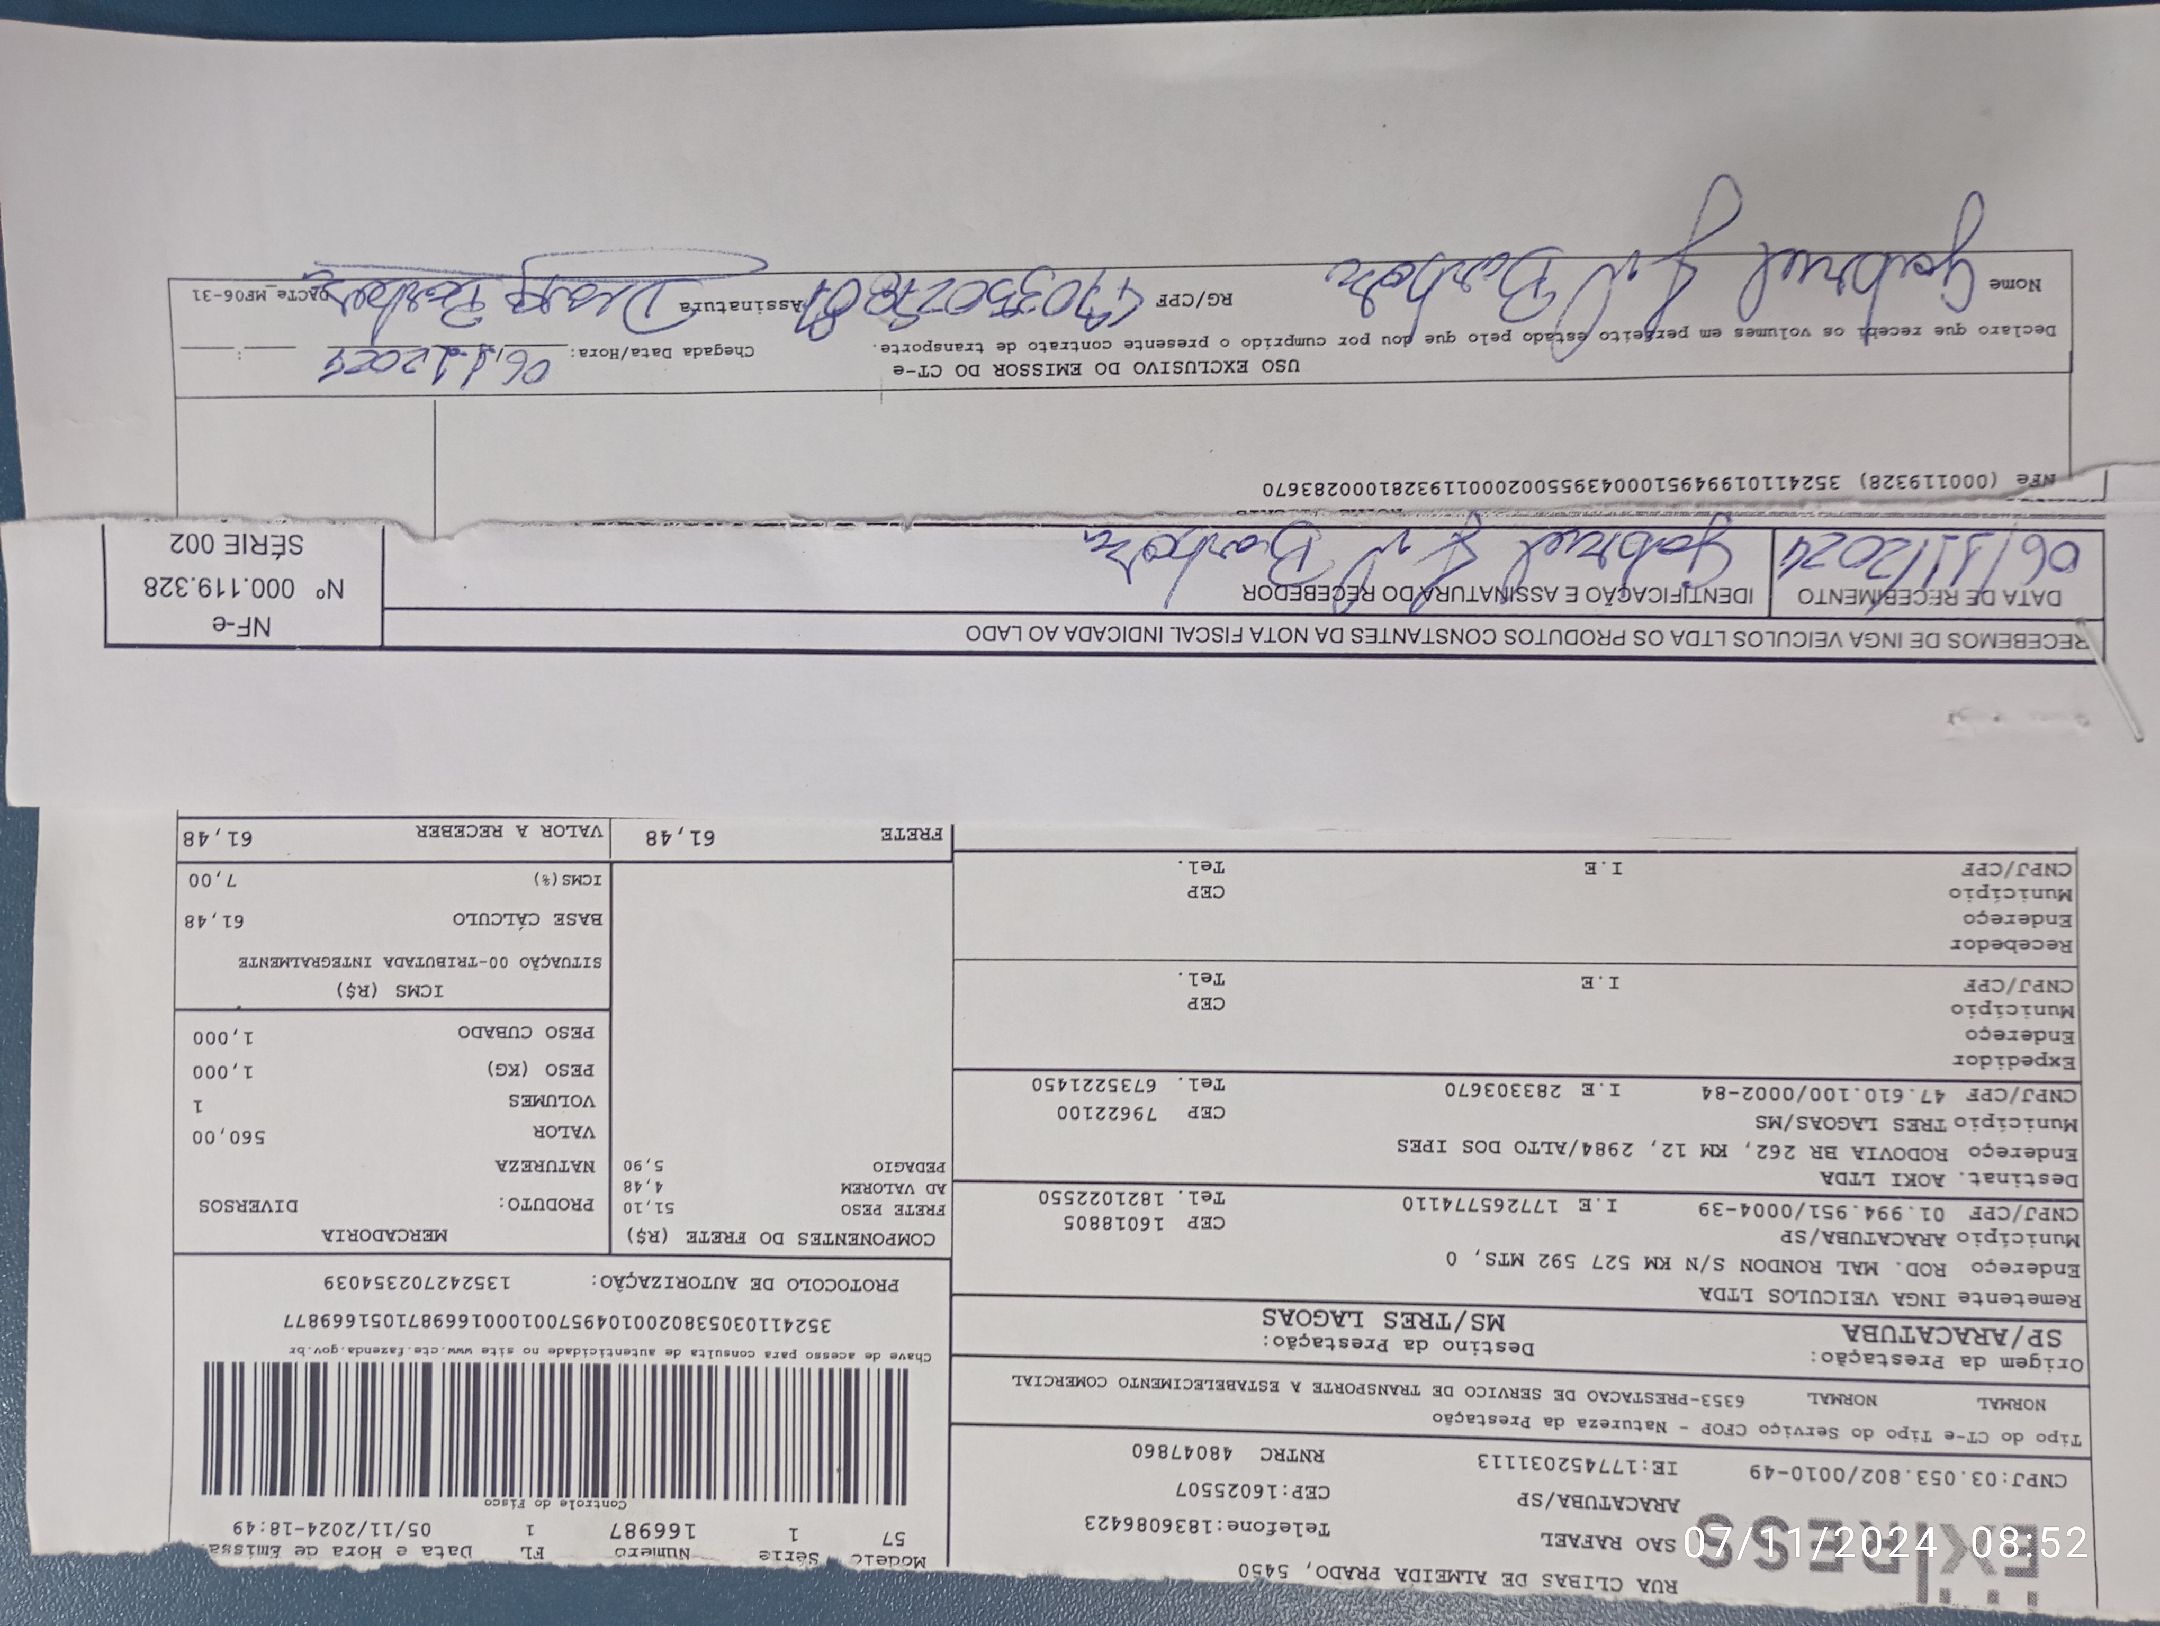 RUA CLIBAS DE ALMEIDA PRADO, 5450
SAO RAFAEL Telefone:1836086423
ARACATUBA/SP CEP:16025507
CNPJ:03.053.802/0010-49 IE:177452031113 RNTRC 48047860
Tipo do CT-e Tipo do Serviço CFOP - Natureza da Prestação
NORMAL NORMAL 6353-PRESTACAO DE SERVICO DE TRANSPORTE A ESTABELECIMENTO COMERCIAL
Origem da Prestação: Destino da Prestação:
SP/ARACATUBA MS/TRES LAGOAS
Remetente INGA VEICULOS LTDA
Endereço ROD. MAL RONDON S/N KM 527 592 MTS, 0
Município ARACATUBA/SP CEP 16018805
CNPJ/CPF 01.994.951/0004-39 I.E 177265774110 Tel. 1821022550
Destinat. AOKI LTDA
Endereço RODOVIA BR 262, KM 12, 2984/ALTO DOS IPES
Município TRES LAGOAS/MS CEP 79622100
CNPJ/CPF 47.610.100/0002-84 I.E 283303670 Tel. 6735221450
Expedidor
Endereço
Município CEP
CNPJ/CPF I.E Tel.
Recebedor
Endereço
Município CEP
CNPJ/CPF I.E Tel.
Modelo Série Número FL Data e Hora de Emissa
57 1 166987 1 05/11/2024-18:49
Controle do Fisco
Chave de acesso para consulta de autenticidade no site www.cte.fazenda.gov.br
35241103053802001049570010001669871051669877
PROTOCOLO DE AUTORIZAÇÃO: 135242702354039
COMPONENTES DO FRETE (R$)
FRETE PESO 51,10
AD VALOREM 4,48
PEDAGIO 5,90
FRETE 61,48
MERCADORIA
PRODUTO: DIVERSOS
NATUREZA
VALOR 560,00
VOLUMES 1
PESO (KG) 1,000
PESO CUBADO 1,000
ICMS (R$)
SITUAÇÃO 00-TRIBUTADA INTEGRALMENTE
BASE CÁLCULO 61,48
ICMS(%) 7,00
VALOR A RECEBER 61,48
RECEBEMOS DE INGA VEICULOS LTDA OS PRODUTOS CONSTANTES DA NOTA FISCAL INDICADA AO LADO
DATA DE RECEBIMENTO IDENTIFICAÇÃO E ASSINATURA DO RECEBEDOR
06/11/2024 Gabriel Barboza
NF-e
Nº 000.119.328
SÉRIE 002
NFe (000119328) 35241101994951000439550020001193281000283670
USO EXCLUSIVO DO EMISSOR DO CT-e
Declaro que recebi os volumes em perfeito estado pelo que dou por cumprido o presente contrato de transporte.
Chegada Data/Hora: 06/11/2024 :
Nome Gabriel Barboza RG/CPF Assinatura
DACTe_MF06-31
07/11/2024 08:52